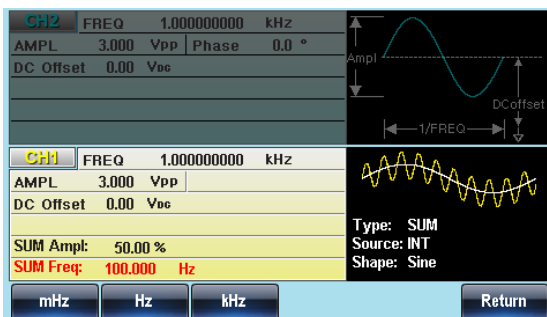 CH2 FREQ 1.000000000 kHz
AMPL 3.000 Vpp Phase 0.0 °
DC Offset 0.00 VDC
Ampl
DCoffset
1/FREQ
CH1 FREQ 1.000000000 kHz
AMPL 3.000 Vpp
DC Offset 0.00 VDC
SUM Ampl: 50.00 %
SUM Freq: 100.000 Hz
Type: SUM
Source: INT
Shape: Sine
mHz Hz kHz Return